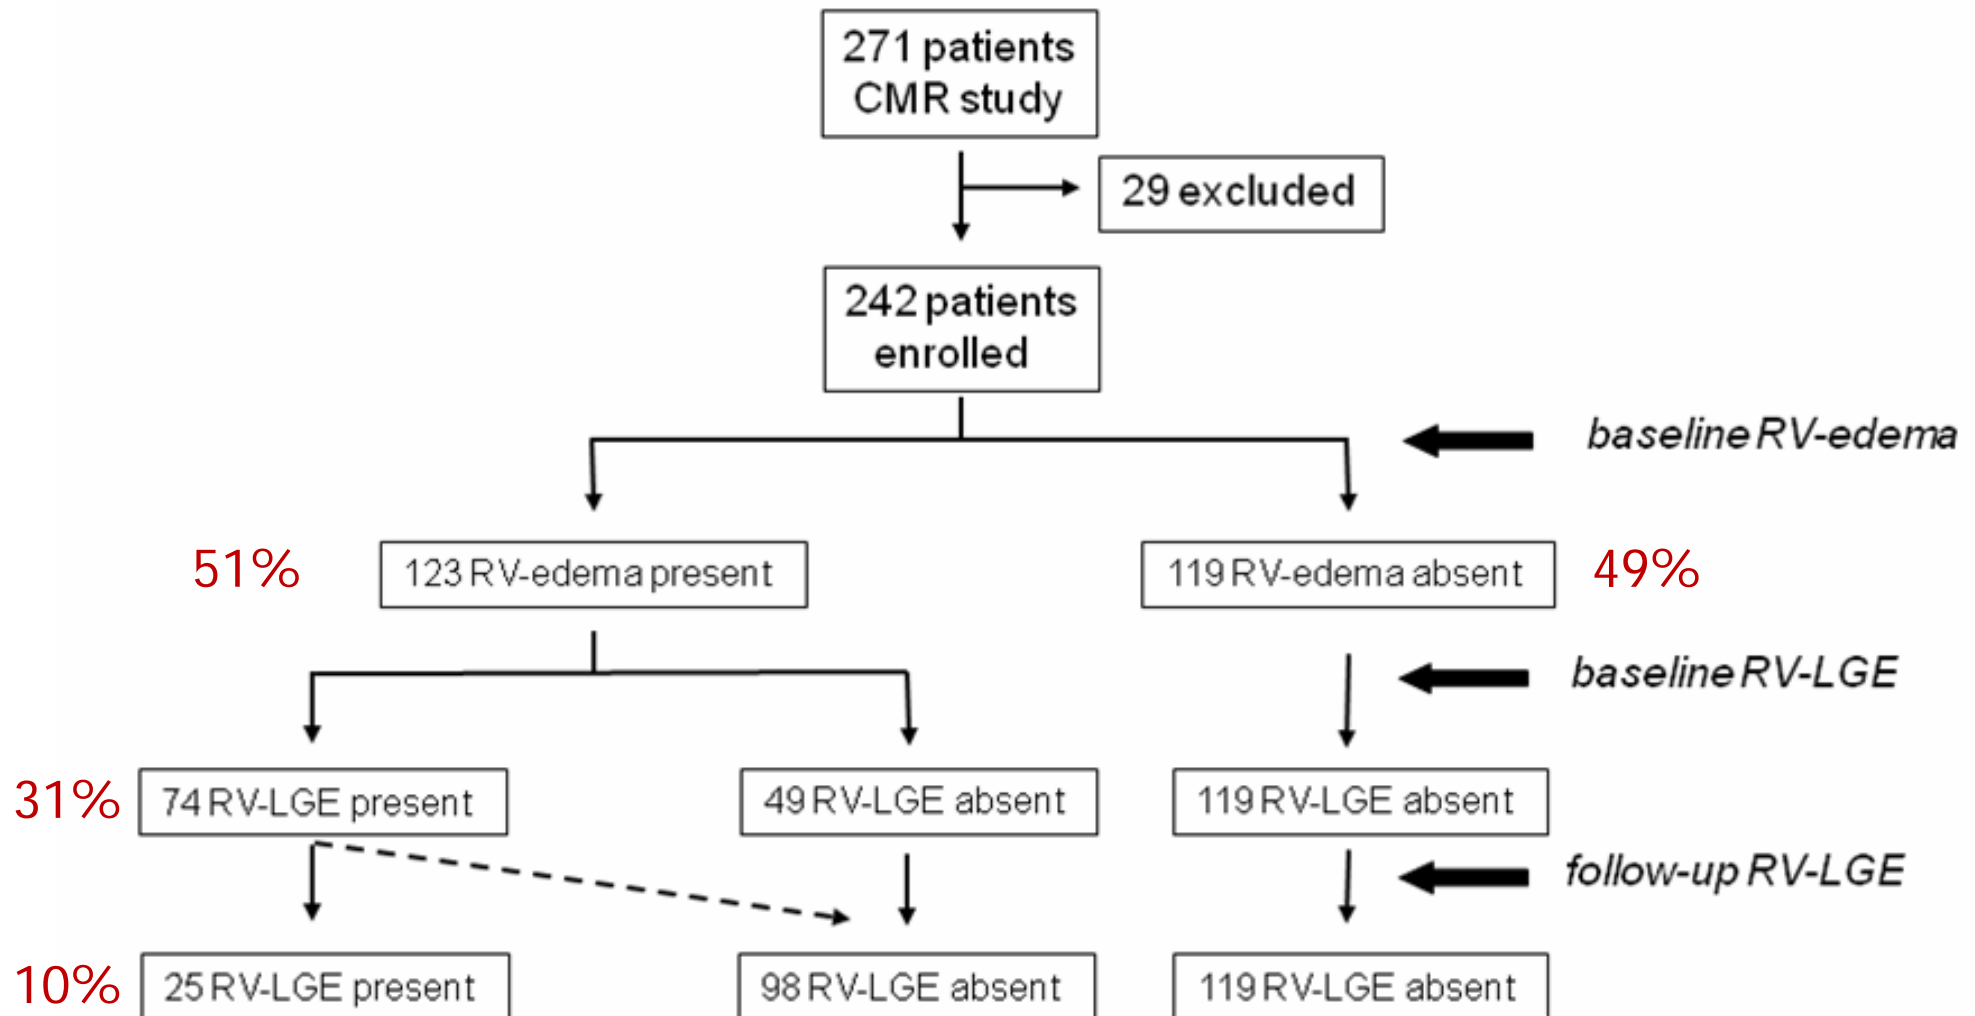 271 patients
CMR study
29 excluded
242 patients
enrolled
baseline RV-edema
51%
123 RV-edema present
119 RV-edema absent
49%
baseline RV-LGE
31%
74 RV-LGE present
49 RV-LGE absent
119 RV-LGE absent
follow-up RV-LGE
10%
25 RV-LGE present
98 RV-LGE absent
119 RV-LGE absent